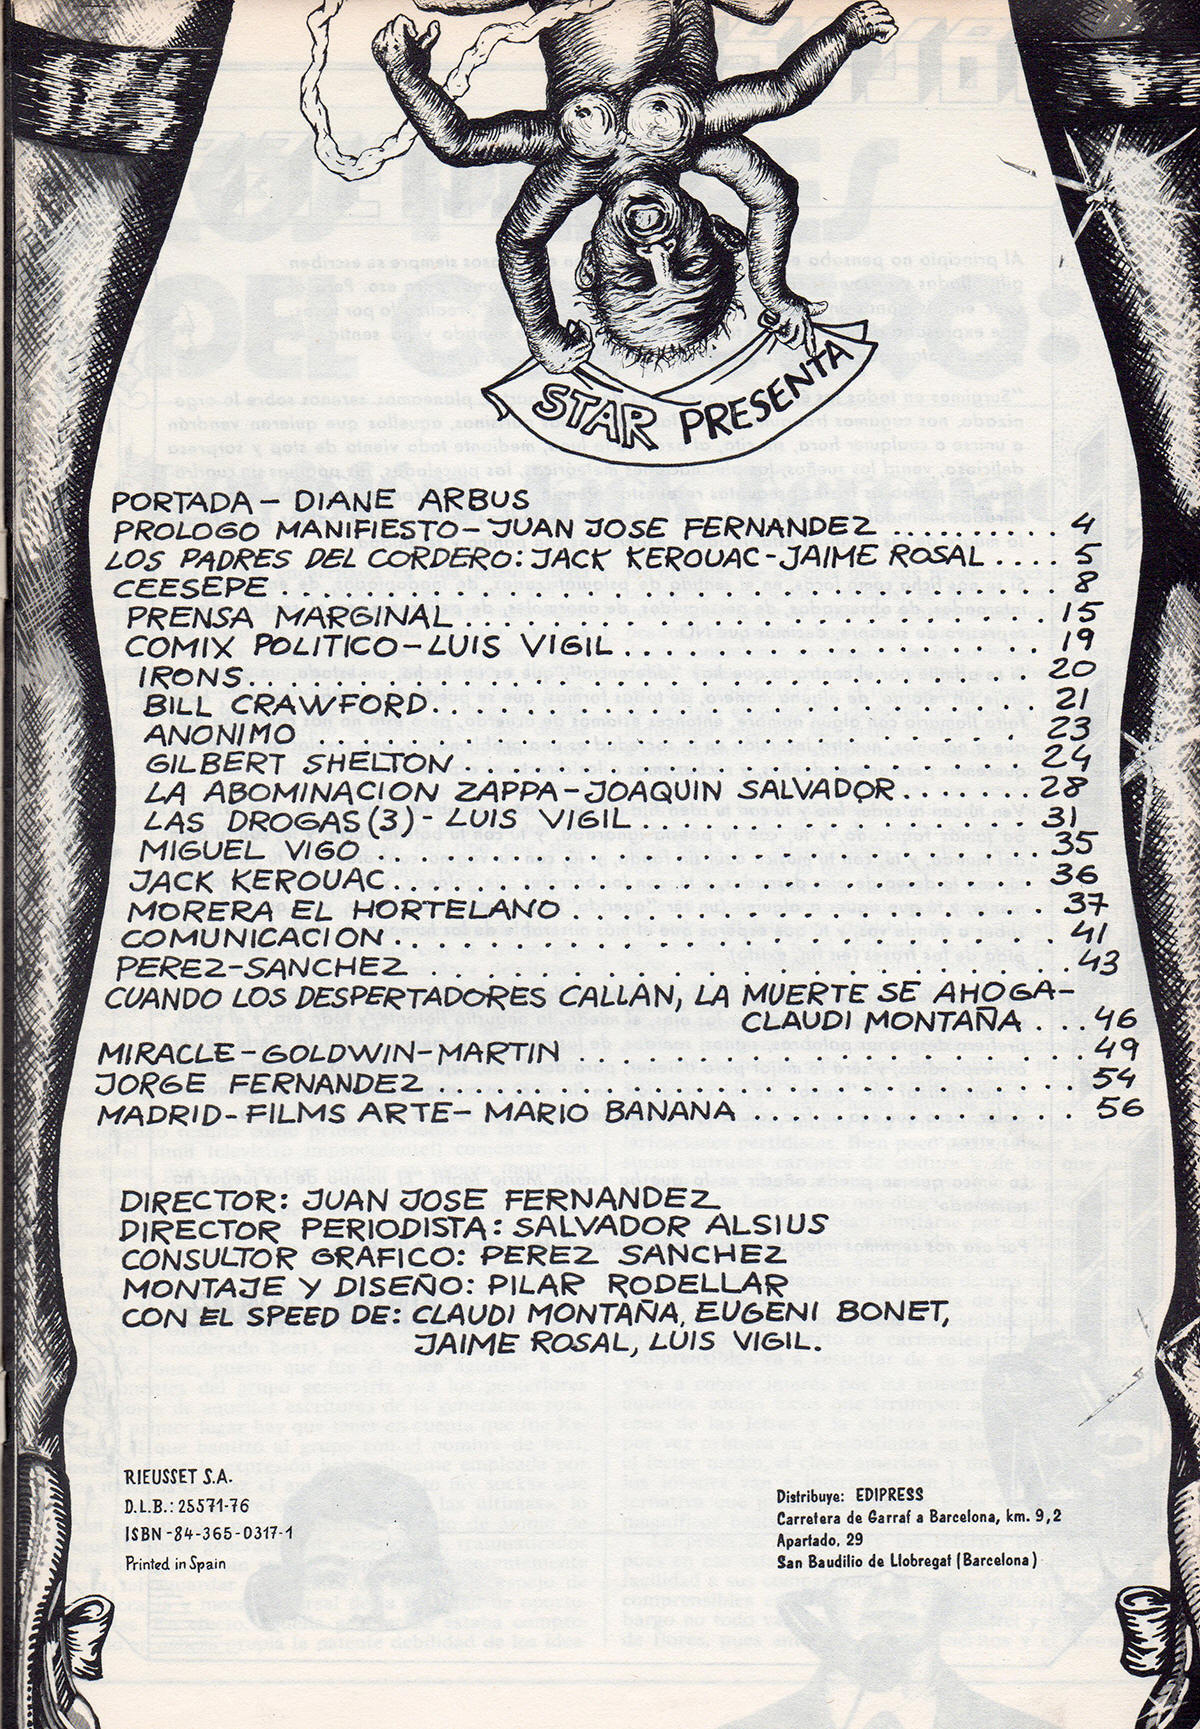 STAR PRESENTA
PORTADA - DIANE ARBUS
PROLOGO MANIFIESTO - JUAN JOSE FERNANDEZ .......... 4
LOS PADRES DEL CORDERO: JACK KEROUAC - JAIME ROSAL .... 5
CEESEPE .......... 8
PRENSA MARGINAL .......... 15
COMIX POLITICO - LUIS VIGIL .......... 19
IRONS .......... 20
BILL CRAWFORD .......... 21
ANONIMO .......... 23
GILBERT SHELTON .......... 24
LA ABOMINACION ZAPPA - JOAQUIN SALVADOR ....... 28
LAS DROGAS (3) - LUIS VIGIL .......... 31
MIGUEL VIGO .......... 35
JACK KEROUAC .......... 36
MORERA EL HORTELANO .......... 37
COMUNICACION .......... 41
PEREZ-SANCHEZ .......... 43
CUANDO LOS DESPERTADORES CALLAN, LA MUERTE SE AHOGA -
CLAUDI MONTAÑA .... 46
MIRACLE - GOLDWIN - MARTIN .......... 49
JORGE FERNANDEZ .......... 54
MADRID - FILMS ARTE - MARIO BANANA .......... 56
DIRECTOR: JUAN JOSE FERNANDEZ
DIRECTOR PERIODISTA: SALVADOR ALSIUS
CONSULTOR GRAFICO: PEREZ SANCHEZ
MONTAJE Y DISEÑO: PILAR RODELLAR
CON EL SPEED DE: CLAUDI MONTAÑA, EUGENI BONET,
JAIME ROSAL, LUIS VIGIL.
RIEUSSET S.A.
D.L.B.: 25571-76
ISBN - 84-365-0317-1
Printed in Spain
Distribuye: EDIPRESS
Carretera de Garraf a Barcelona, km. 9,2
Apartado, 29
San Baudilio de Llobregat (Barcelona)